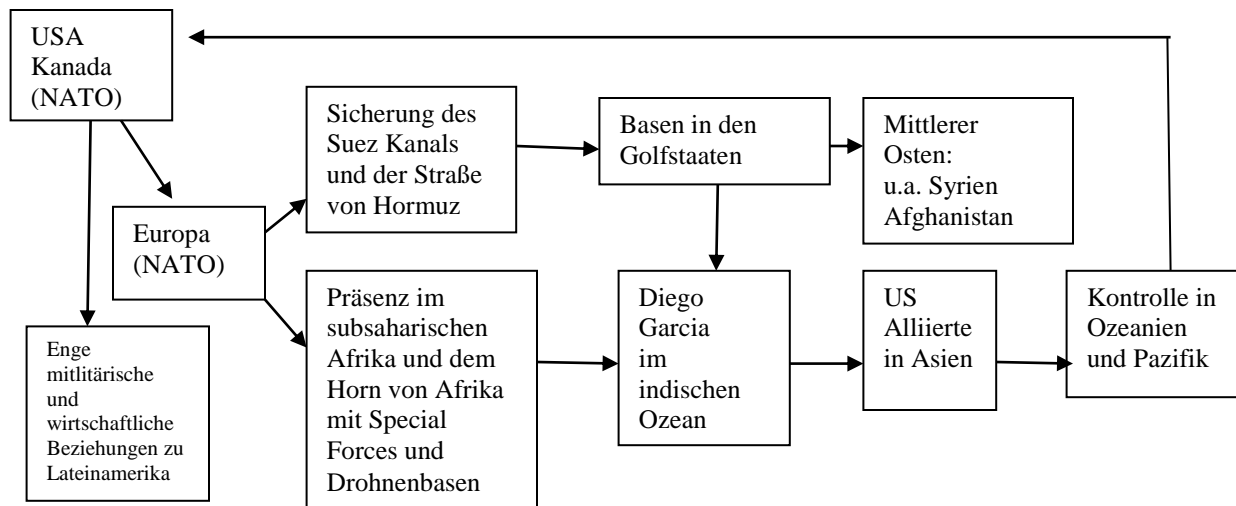 USA
Kanada
(NATO)
Sicherung des
Suez Kanals
und der Straße
von Hormuz
Basen in den
Golfstaaten
Mittlerer
Osten:
u.a. Syrien
Afghanistan
Europa
(NATO)
Enge
mitlitärische
und
wirtschaftliche
Beziehungen zu
Lateinamerika
Präsenz im
subsaharischen
Afrika und dem
Horn von Afrika
mit Special
Forces und
Drohnenbasen
Diego
Garcia
im
indischen
Ozean
US
Alliierte
in Asien
Kontrolle in
Ozeanien
und Pazifik